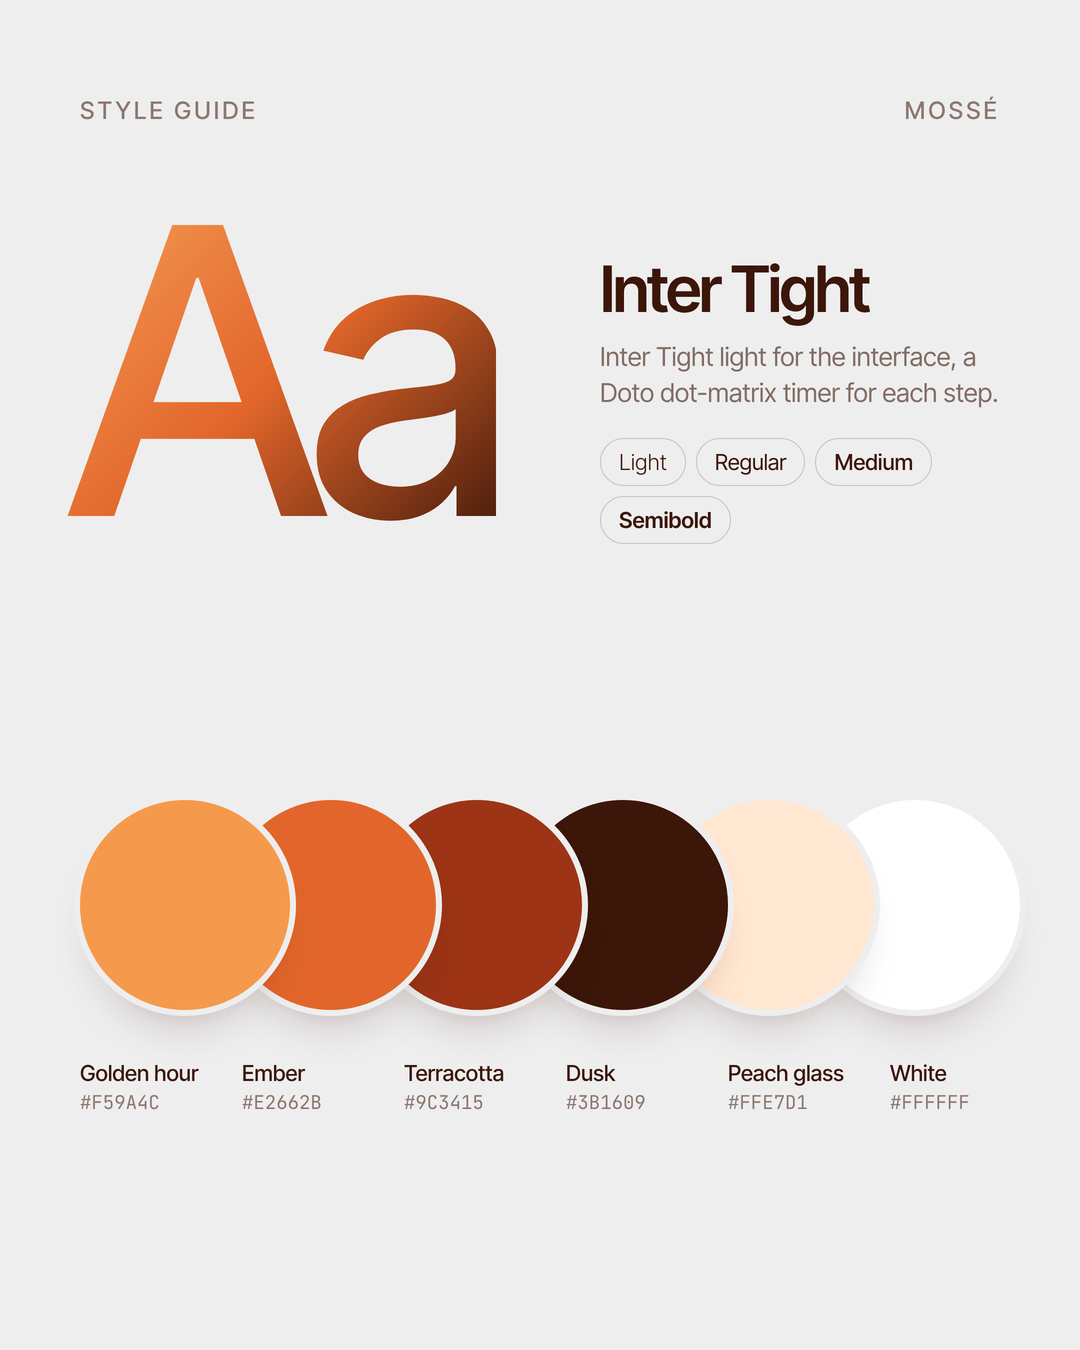 STYLE GUIDE
MOSSÉ
Aa
Inter Tight
Inter Tight light for the interface, a
Doto dot-matrix timer for each step.
Light
Regular
Medium
Semibold
Golden hour
#F59A4C
Ember
#E2662B
Terracotta
#9C3415
Dusk
#3B1609
Peach glass
#FFE7D1
White
#FFFFFF